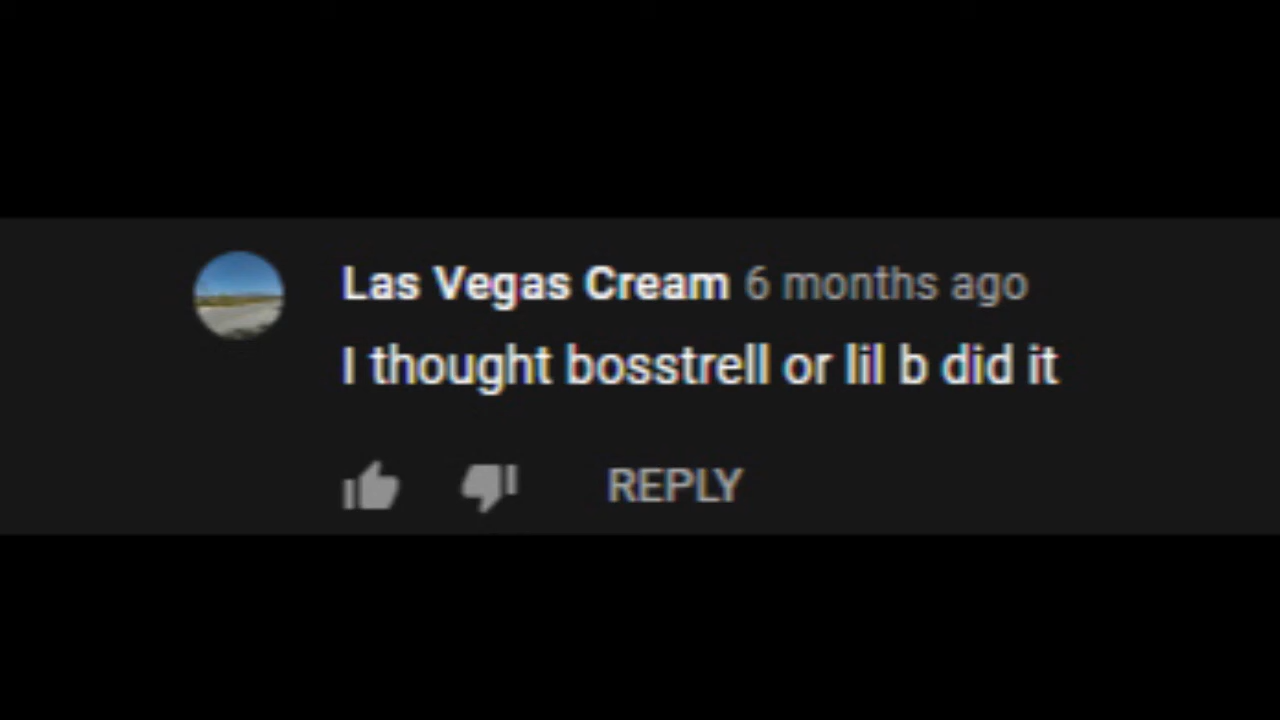 Las Vegas Cream 6 months ago
I thought bosstrell or lil b did it
REPLY